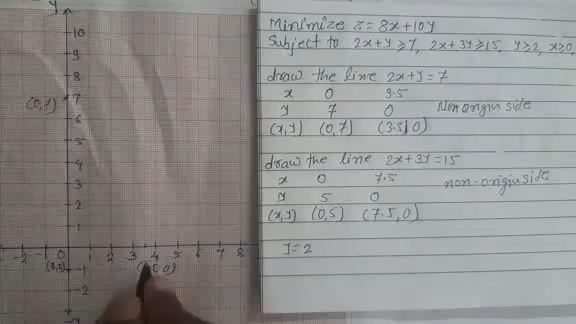 y
10
9
8
(0,7) 7
6
5
4
3
2
1
-2 -1 0 1 2 3 4 5 6 7 8
(0,0) -1
-2
Minimize z = 8x+10y
Subject to 2x+y ≥ 7, 2x+3y ≥ 15, y ≥ 2, x ≥ 0,
draw the line 2x+y = 7
x 0 3.5
y 7 0 Non origin side
(x,y) (0,7) (3.5,0)
draw the line 2x+3y = 15
x 0 7.5 non-origin side
y 5 0
(x,y) (0,5) (7.5,0)
y = 2